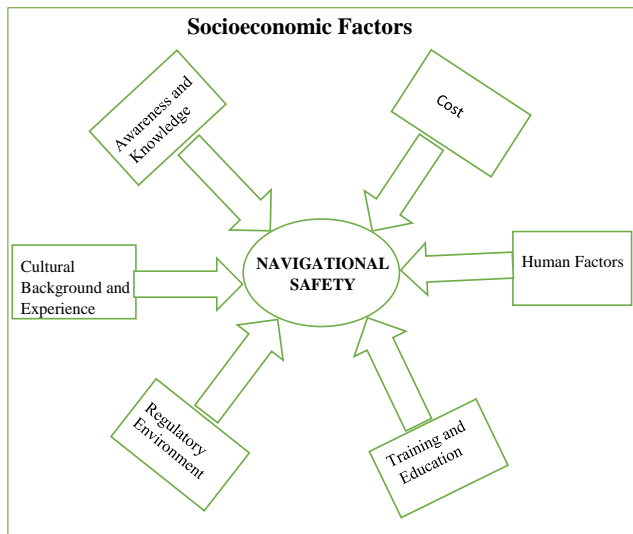 Socioeconomic Factors
Awareness and
Knowledge
Cost
Cultural
Background and
Experience
NAVIGATIONAL
SAFETY
Human Factors
Regulatory
Environment
Training and
Education